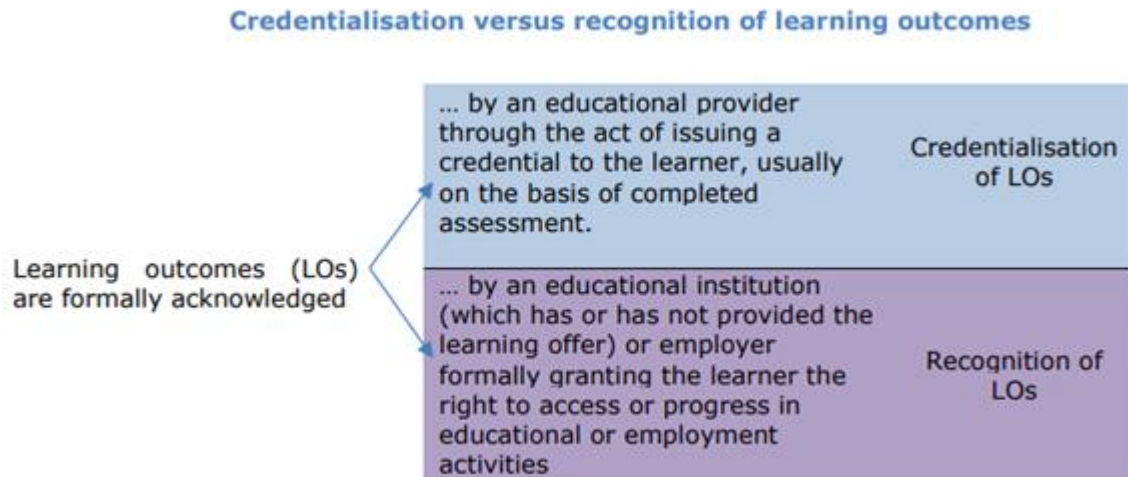 Credentialisation versus recognition of learning outcomes
... by an educational provider
through the act of issuing a
credential to the learner, usually
on the basis of completed
assessment.
Credentialisation
of LOs
Learning outcomes (LOs)
are formally acknowledged
... by an educational institution
(which has or has not provided the
learning offer) or employer
formally granting the learner the
right to access or progress in
educational or employment
activities
Recognition of
LOs